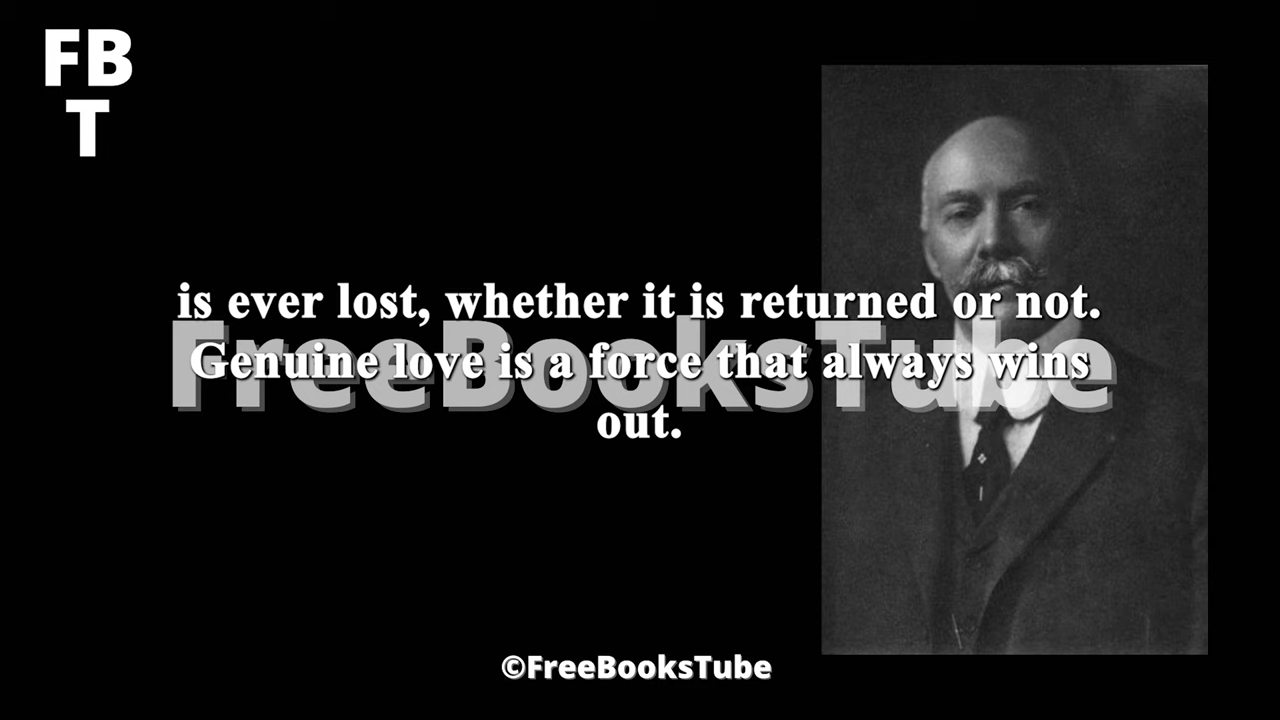 FB
T
is ever lost, whether it is returned or not.
Genuine love is a force that always wins
out.
FreeBooksTube
©FreeBooksTube